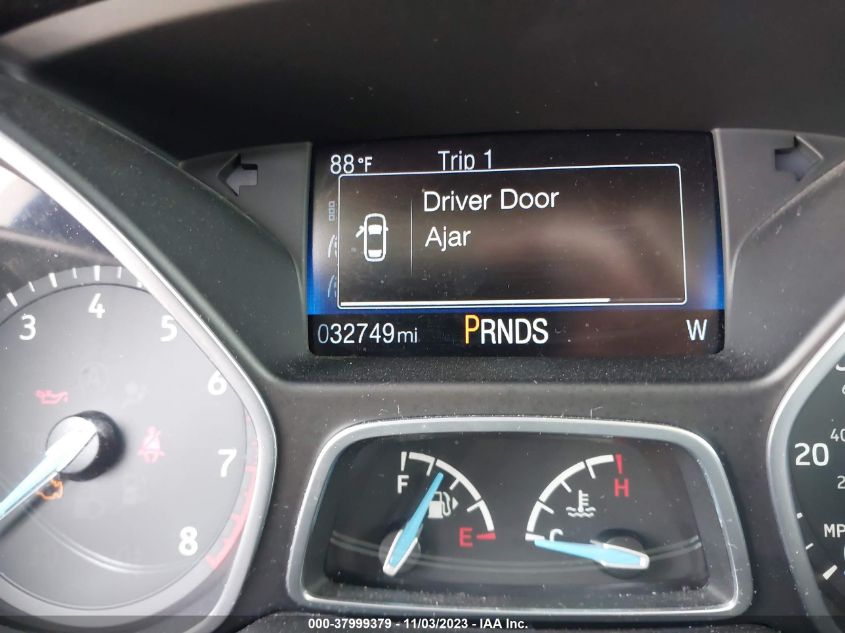 88°F Trip 1
Driver Door
Ajar
032749mi PRNDS W
3 4 5 6 7 8
F E
C H
20
MP
000-37999379 - 11/03/2023 - IAA Inc.